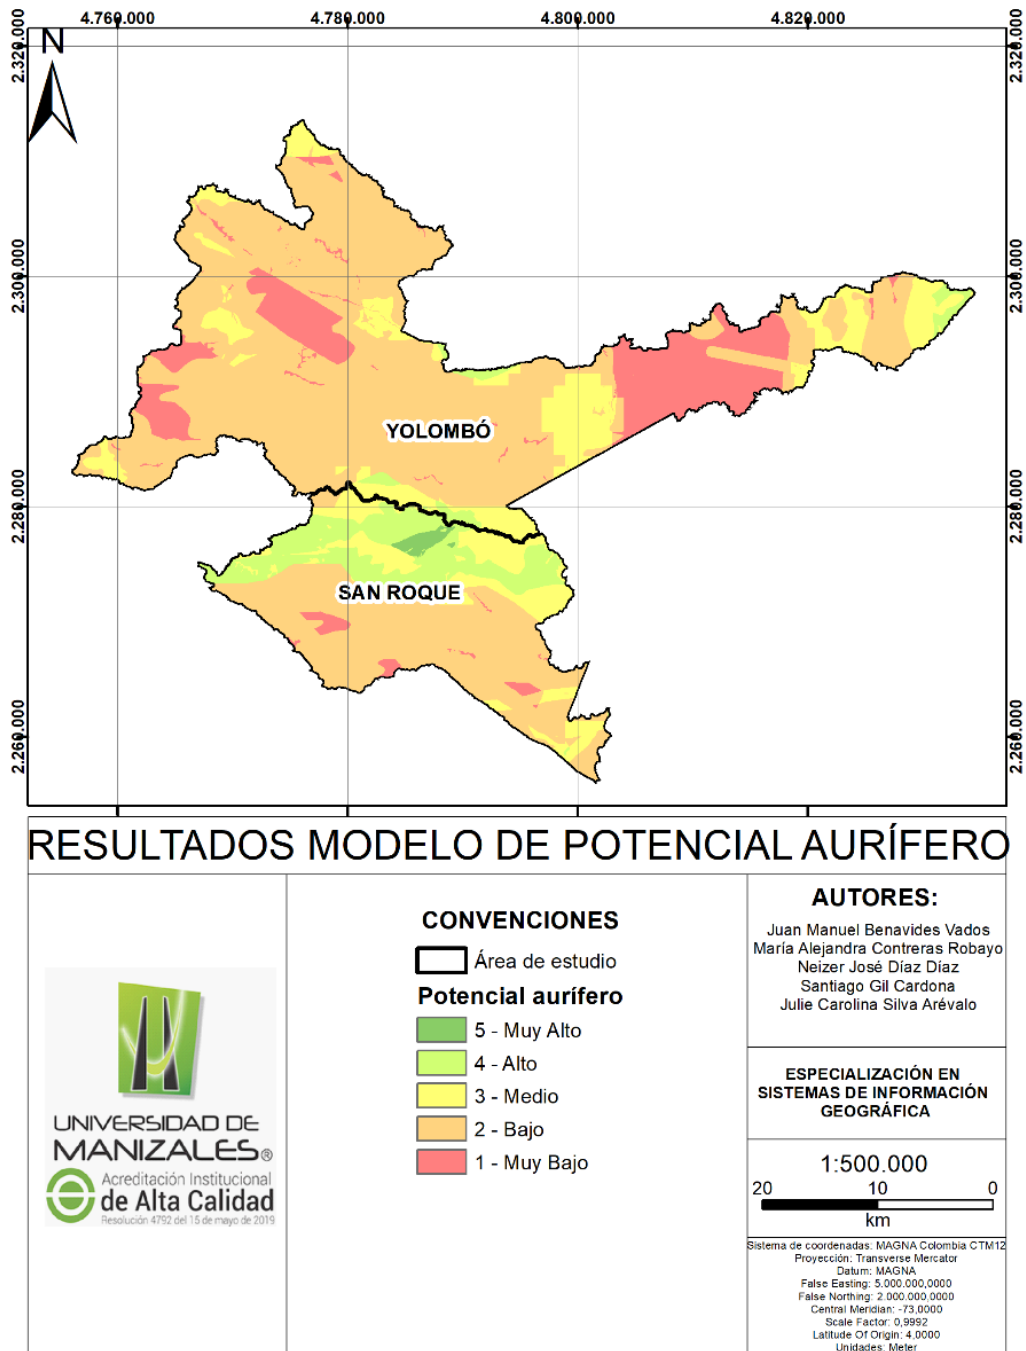 4.760.000 4.780.000 4.800.000 4.820.000
2.320.000 2.320.000
N
2.300.000 2.300.000
YOLOMBÓ
2.280.000 2.280.000
SAN ROQUE
2.260.000 2.260.000
RESULTADOS MODELO DE POTENCIAL AURÍFERO
UNIVERSIDAD DE
MANIZALES®
Acreditación Institucional
de Alta Calidad
Resolución 4792 del 15 de mayo de 2019
CONVENCIONES
Área de estudio
Potencial aurífero
5 - Muy Alto
4 - Alto
3 - Medio
2 - Bajo
1 - Muy Bajo
AUTORES:
Juan Manuel Benavides Vados
María Alejandra Contreras Robayo
Neizer José Díaz Díaz
Santiago Gil Cardona
Julie Carolina Silva Arévalo
ESPECIALIZACIÓN EN
SISTEMAS DE INFORMACIÓN
GEOGRÁFICA
1:500.000
20 10 0
km
Sistema de coordenadas: MAGNA Colombia CTM12
Proyección: Transverse Mercator
Datum: MAGNA
False Easting: 5.000.000,0000
False Northing: 2.000.000,0000
Central Meridian: -73,0000
Scale Factor: 0,9992
Latitude Of Origin: 4,0000
Unidades: Meter